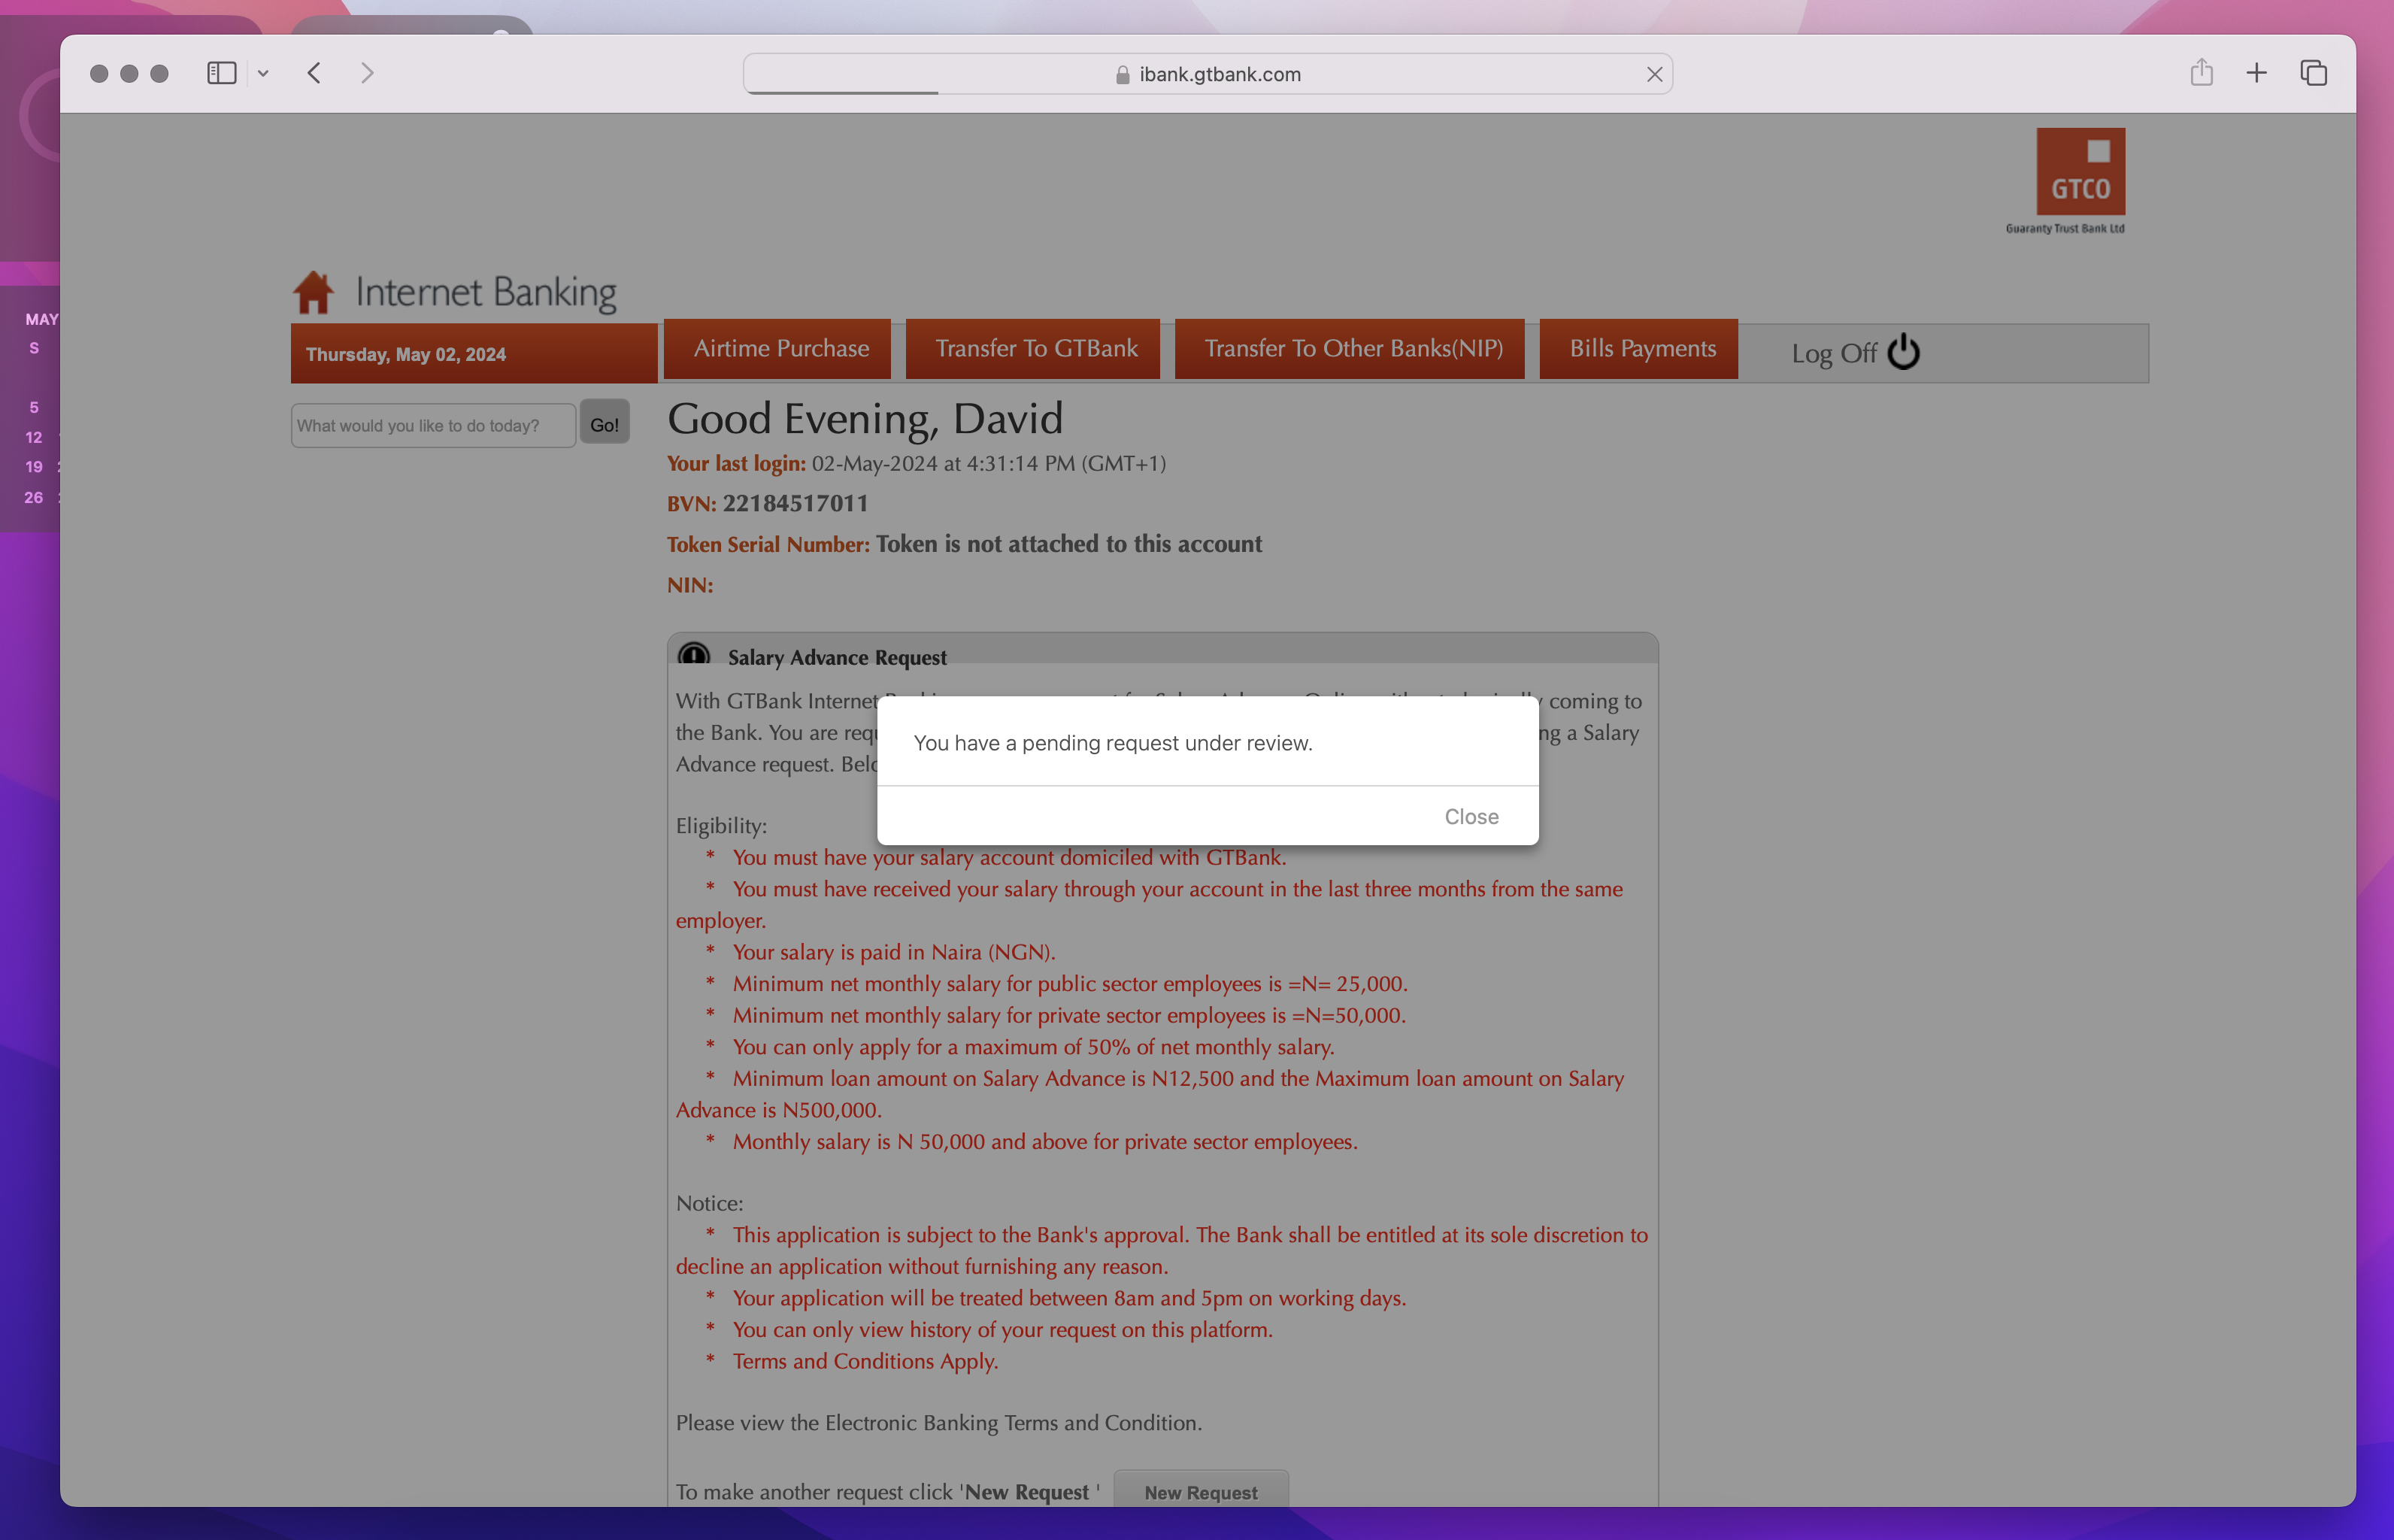 ibank.gtbank.com
GTCO
Guaranty Trust Bank Ltd
MAY
S
5
12
19
26
Internet Banking
Thursday, May 02, 2024
Airtime Purchase
Transfer To GTBank
Transfer To Other Banks(NIP)
Bills Payments
Log Off
What would you like to do today?
Go!
Good Evening, David
Your last login: 02-May-2024 at 4:31:14 PM (GMT+1)
BVN: 22184517011
Token Serial Number: Token is not attached to this account
NIN:
Salary Advance Request
With GTBank Internet coming to
the Bank. You are ng a Salary
Advance request.
You have a pending request under review.
Close
Eligibility:
* You must have your salary account domiciled with GTBank.
* You must have received your salary through your account in the last three months from the same
employer.
* Your salary is paid in Naira (NGN).
* Minimum net monthly salary for public sector employees is =N= 25,000.
* Minimum net monthly salary for private sector employees is =N=50,000.
* You can only apply for a maximum of 50% of net monthly salary.
* Minimum loan amount on Salary Advance is N12,500 and the Maximum loan amount on Salary
Advance is N500,000.
* Monthly salary is N 50,000 and above for private sector employees.
Notice:
* This application is subject to the Bank's approval. The Bank shall be entitled at its sole discretion to
decline an application without furnishing any reason.
* Your application will be treated between 8am and 5pm on working days.
* You can only view history of your request on this platform.
* Terms and Conditions Apply.
Please view the Electronic Banking Terms and Condition.
To make another request click 'New Request '
New Request